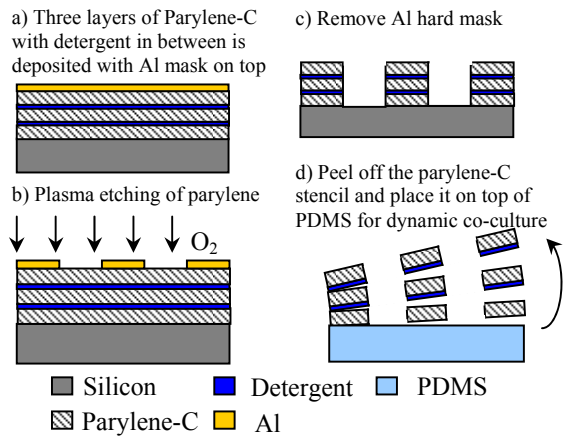 a) Three layers of Parylene-C
with detergent in between is
deposited with Al mask on top
b) Plasma etching of parylene
O2
c) Remove Al hard mask
d) Peel off the parylene-C
stencil and place it on top of
PDMS for dynamic co-culture
Silicon
Detergent
PDMS
Parylene-C
Al